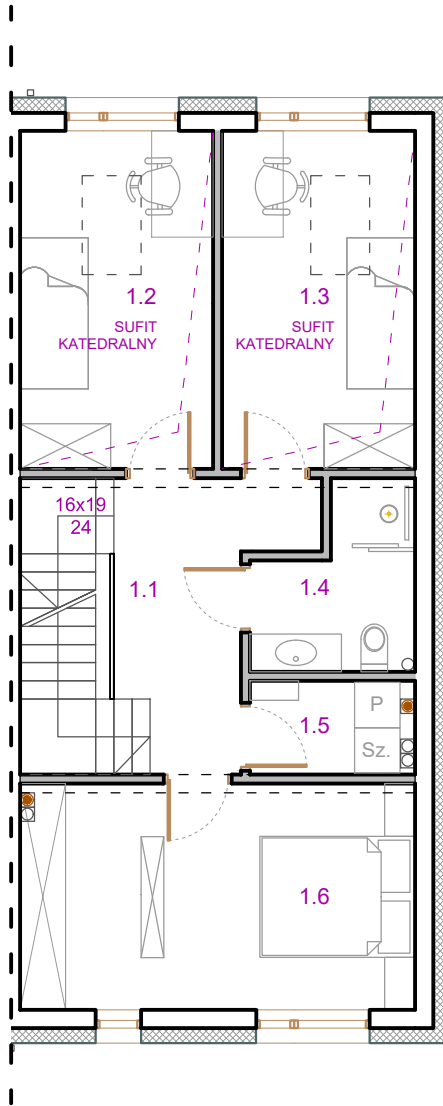 1.2
SUFIT
KATEDRALNY
1.3
SUFIT
KATEDRALNY
16x19
24
1.1
1.4
1.5
P
Sz.
1.6